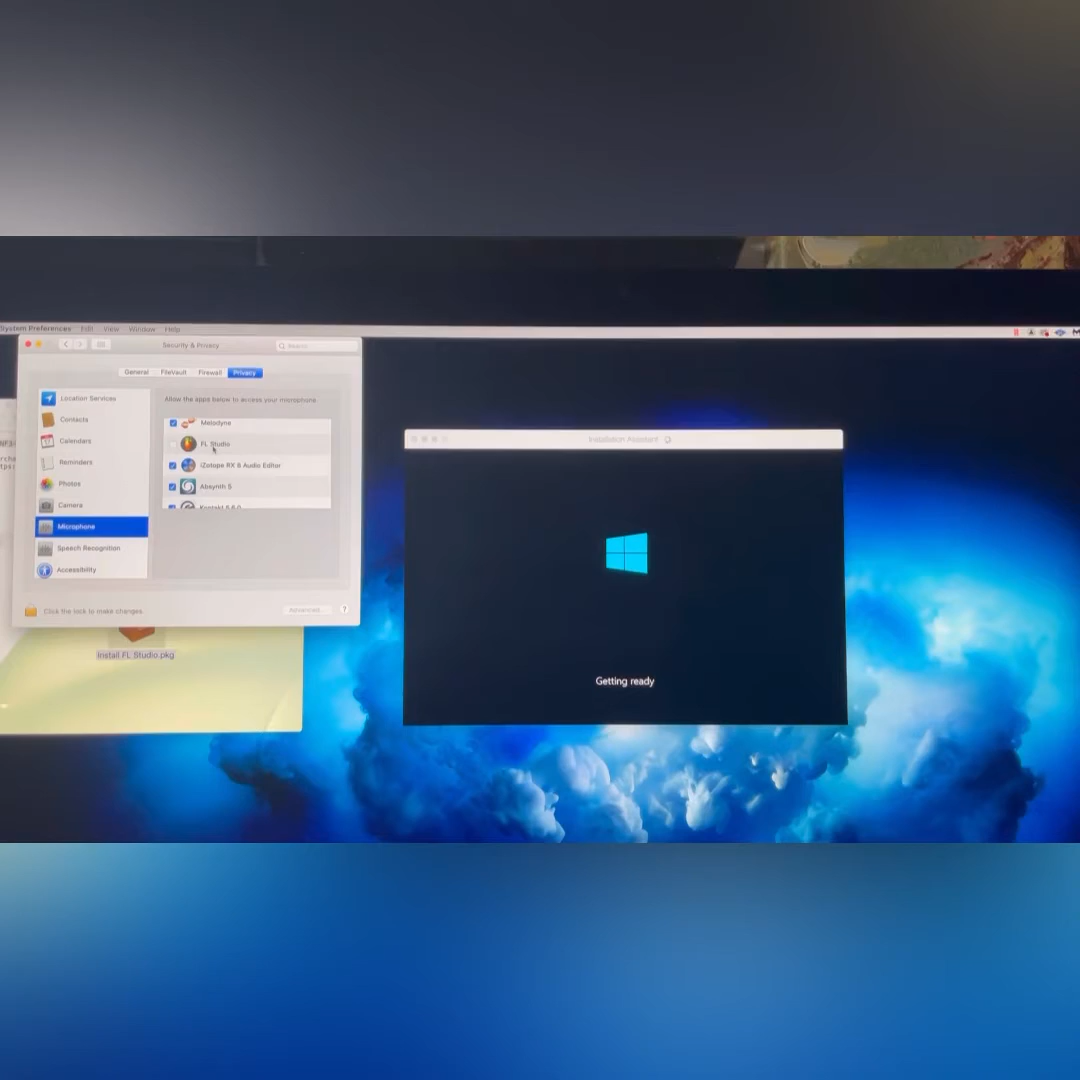 System Preferences Edit View Window Help
Security & Privacy
Search
General FileVault Firewall Privacy
Location Services
Contacts
Calendars
Reminders
Photos
Camera
Microphone
Speech Recognition
Accessibility
Allow the apps below to access your microphone.
Melodyne
FL Studio
iZotope RX 6 Audio Editor
Absynth 5
Click the lock to make changes.
Advanced...
?
Install FL Studio.pkg
Installation Assistant
Getting ready